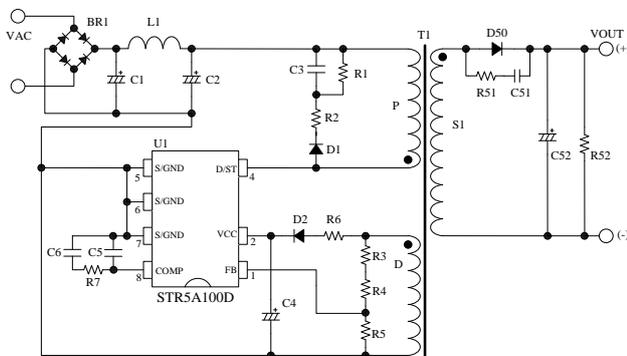 BR1
L1
T1
D50
VOUT
(+
VAC
C1
C2
C3
R1
P
R51
C51
S1
R2
D1
C52
R52
U1
S/GND
5
D/ST
4
S/GND
6
S/GND
7
VCC
2
D2
R6
(-)
C6
C5
R7
COMP
8
FB
1
R3
D
R4
C4
R5
STR5A100D